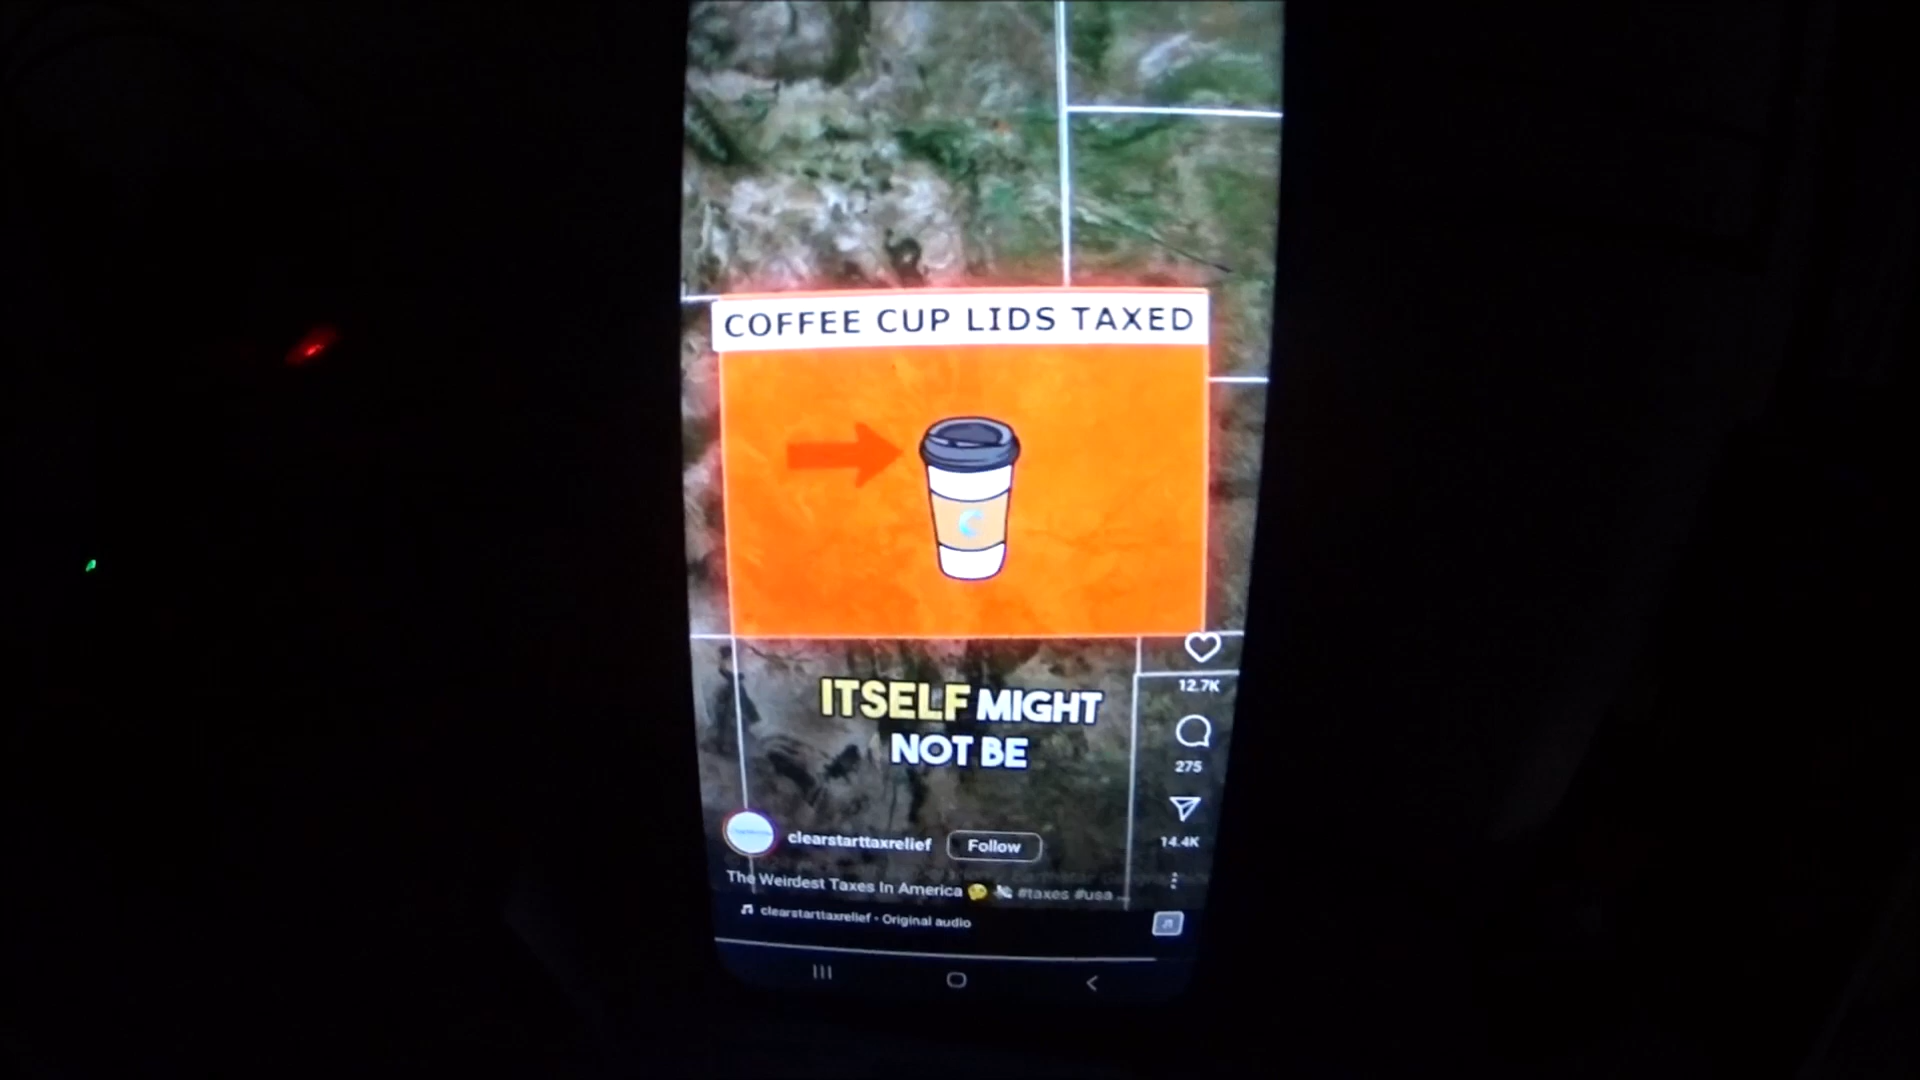 COFFEE CUP LIDS TAXED
ITSELF MIGHT
NOT BE
12.7K
275
14.4K
clearstarttaxrelief
Follow
The Weirdest Taxes In America 🤔 💸 #taxes #usa ...
clearstarttaxrelief • Original audio